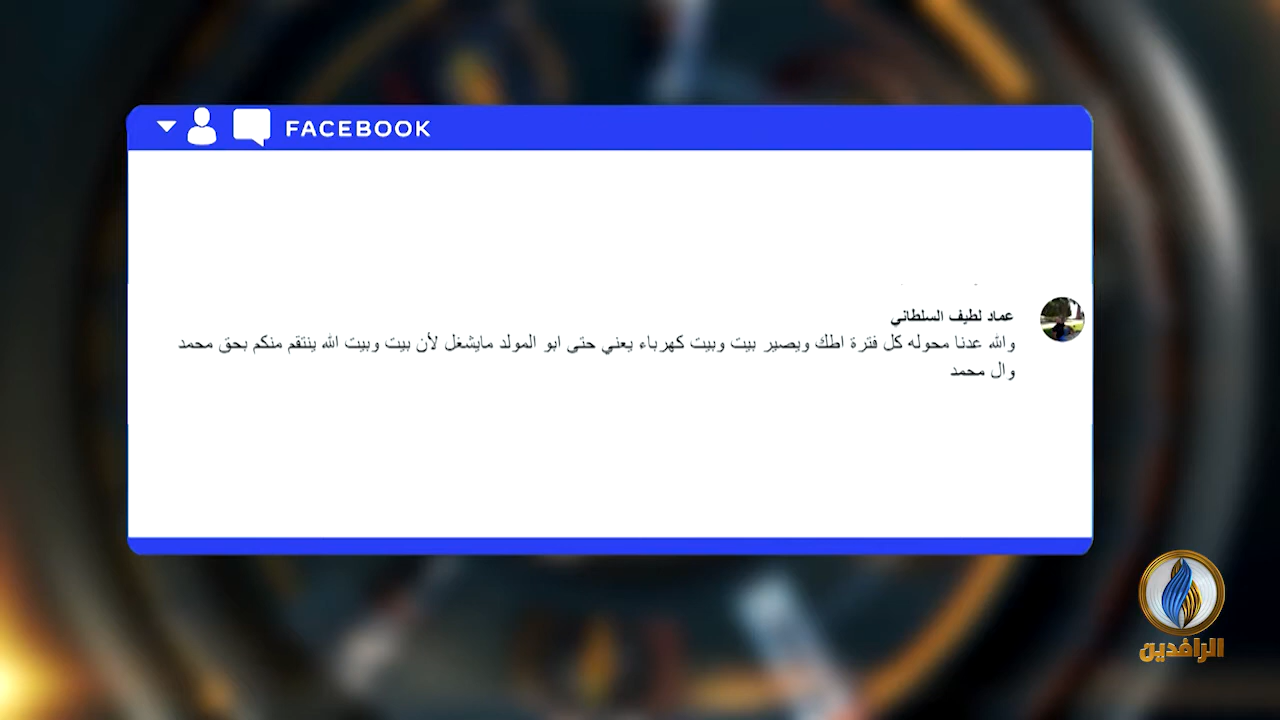 FACEBOOK
عماد لطيف السلطاني
والله عدنا محوله كل فترة اطك ويصير بيت وبيت كهرباء يعني حتى ابو المولد مايشغل لأن بيت وبيت الله ينتقم منكم بحق محمد
وال محمد
الرافدين